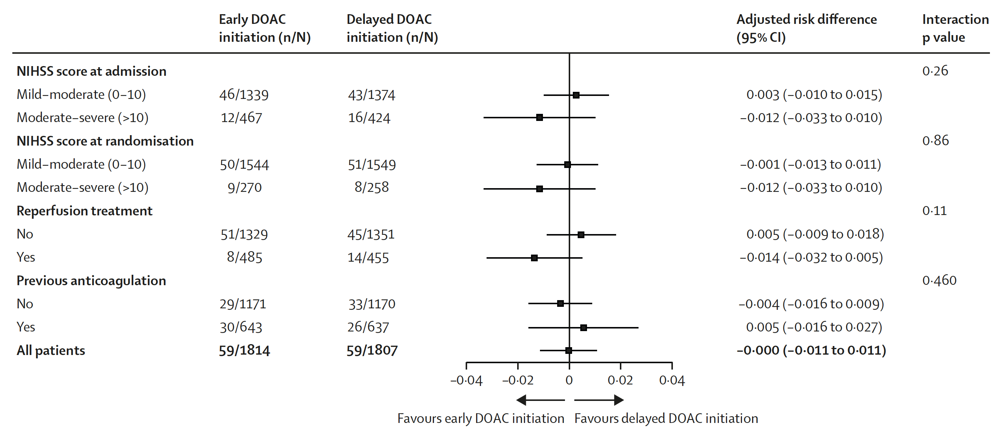 Early DOAC initiation (n/N)
Delayed DOAC initiation (n/N)
Adjusted risk difference (95% CI)
Interaction p value
NIHSS score at admission 0·26
Mild–moderate (0–10) 46/1339 43/1374 0·003 (–0·010 to 0·015)
Moderate–severe (>10) 12/467 16/424 –0·012 (–0·033 to 0·010)
NIHSS score at randomisation 0·86
Mild–moderate (0–10) 50/1544 51/1549 –0·001 (–0·013 to 0·011)
Moderate–severe (>10) 9/270 8/258 –0·012 (–0·033 to 0·010)
Reperfusion treatment 0·11
No 51/1329 45/1351 0·005 (–0·009 to 0·018)
Yes 8/485 14/455 –0·014 (–0·032 to 0·005)
Previous anticoagulation 0·460
No 29/1171 33/1170 –0·004 (–0·016 to 0·009)
Yes 30/643 26/637 0·005 (–0·016 to 0·027)
All patients 59/1814 59/1807 –0·000 (–0·011 to 0·011)
–0·04 –0·02 0 0·02 0·04
Favours early DOAC initiation Favours delayed DOAC initiation